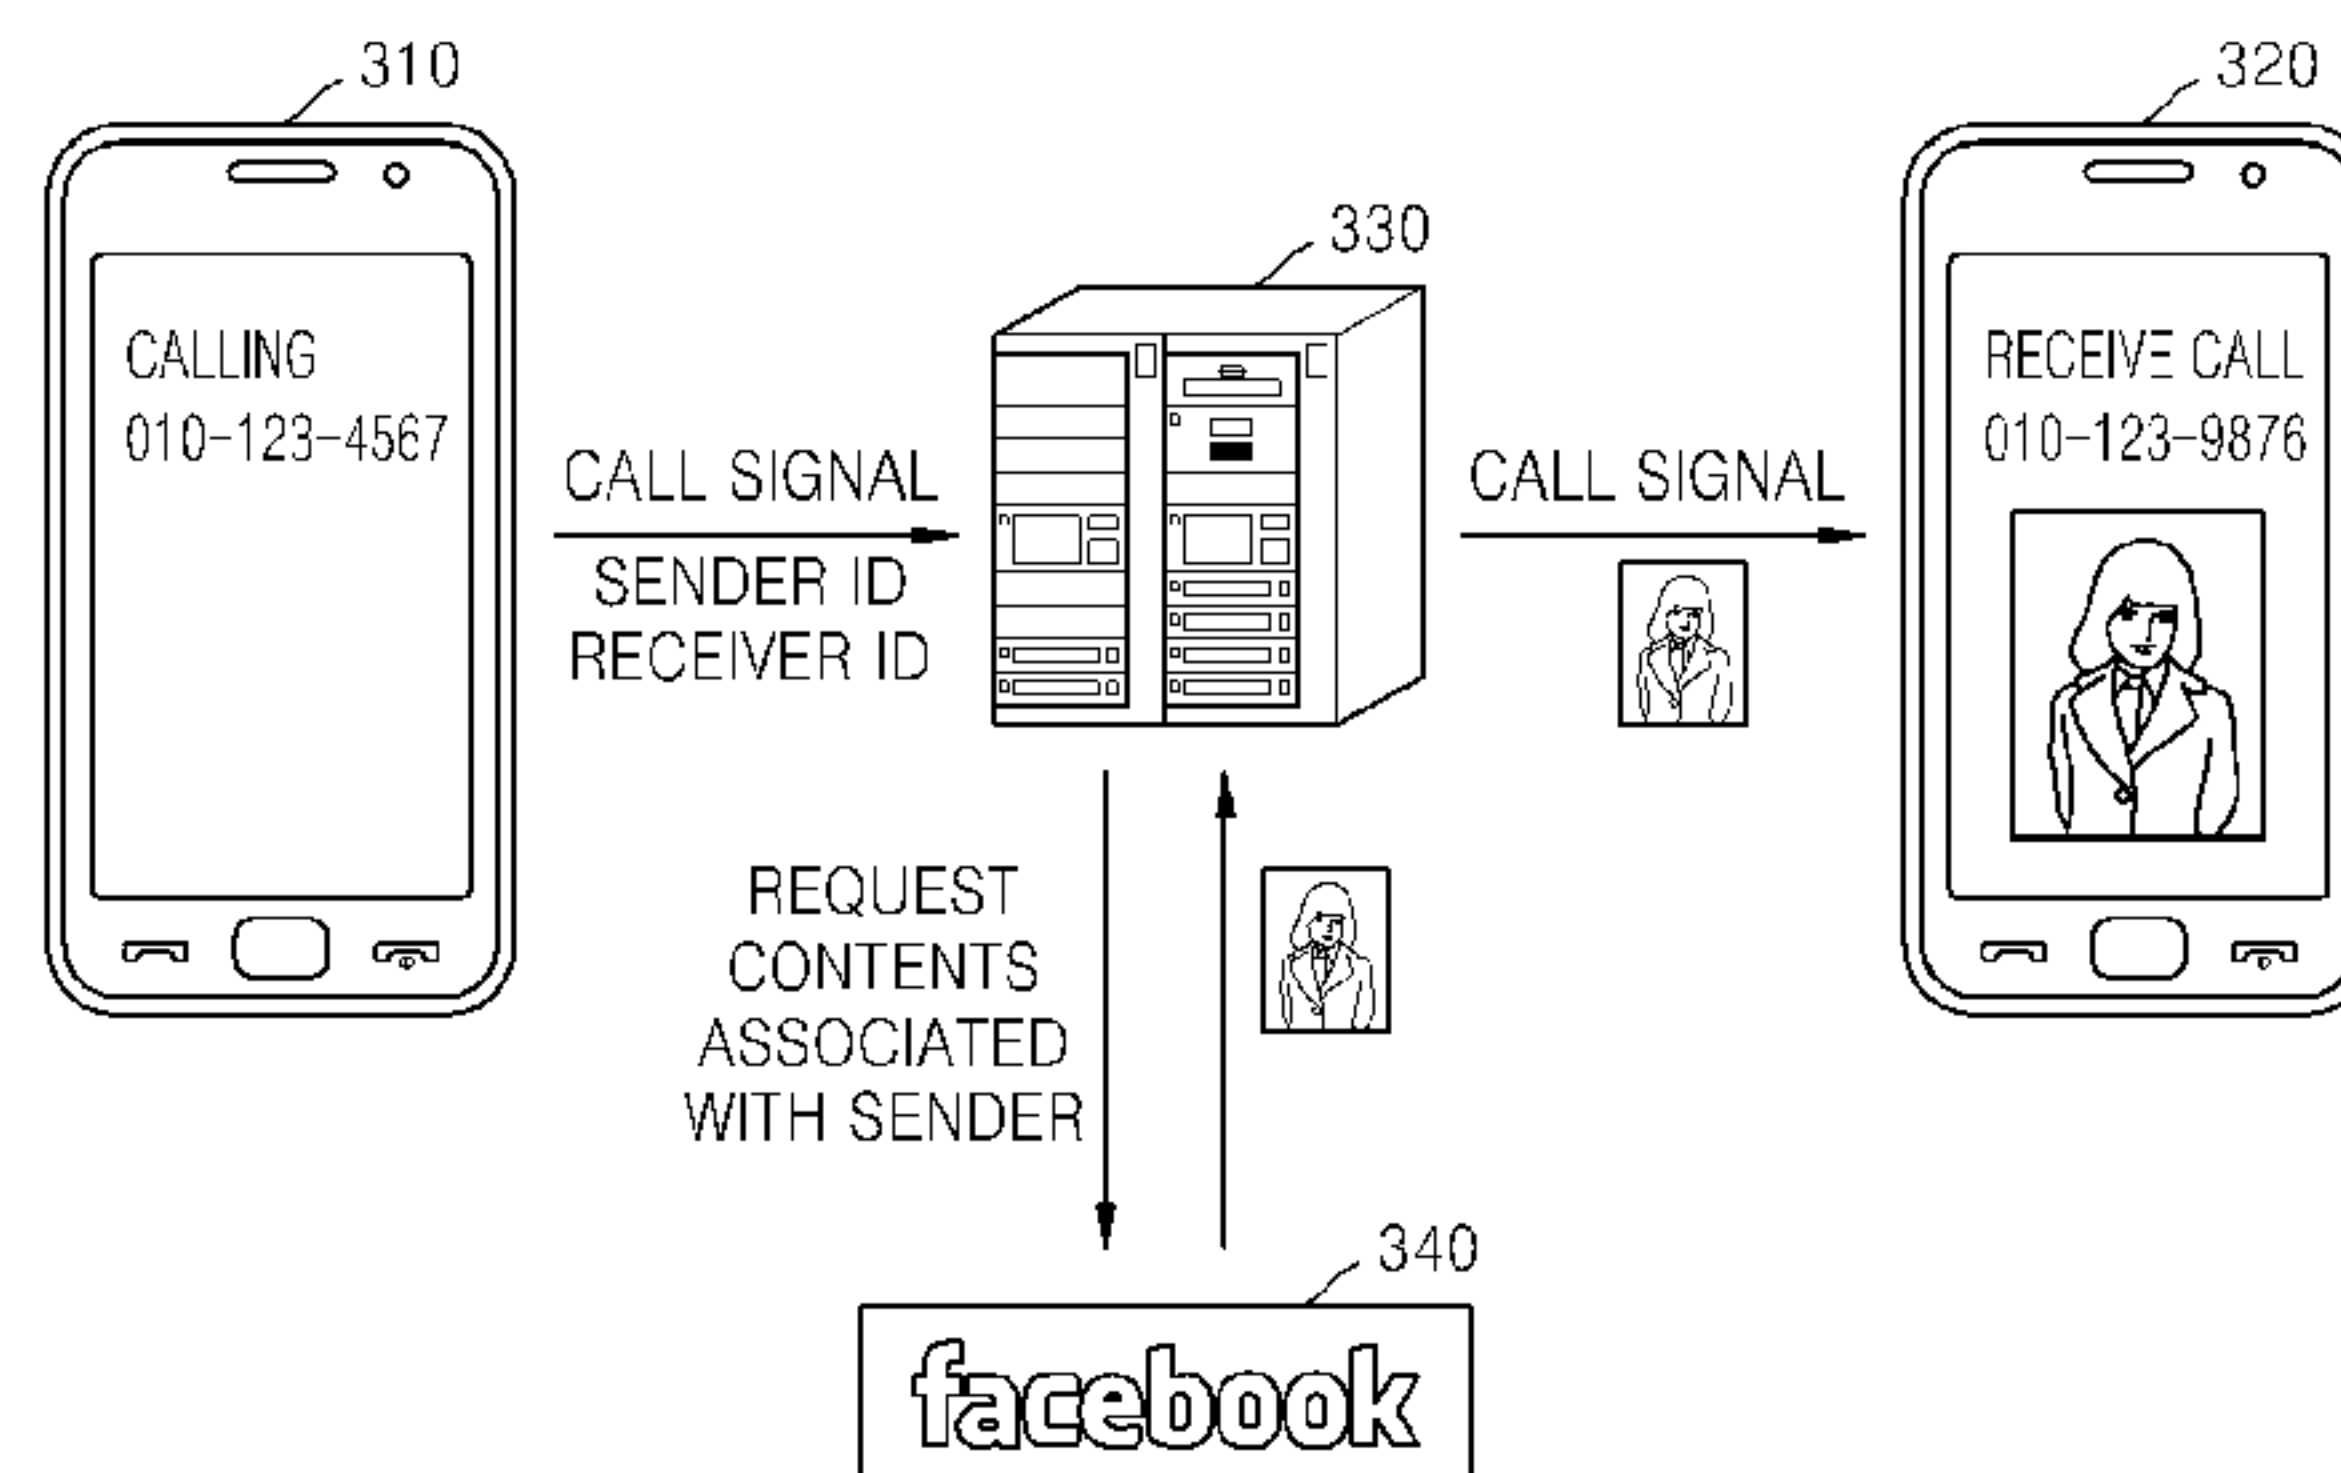 310
320
330
CALLING
010-123-4567
RECEIVE CALL
010-123-9876
CALL SIGNAL
SENDER ID
RECEIVER ID
CALL SIGNAL
REQUEST
CONTENTS
ASSOCIATED
WITH SENDER
340
facebook